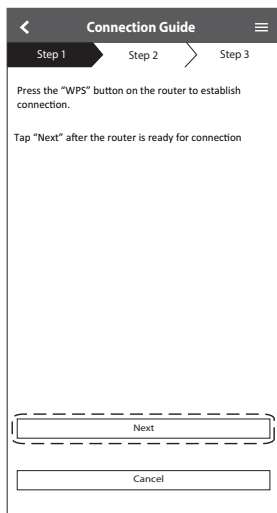 Connection Guide
Step 1 Step 2 Step 3
Press the “WPS” button on the router to establish
connection.
Tap “Next” after the router is ready for connection
Next
Cancel